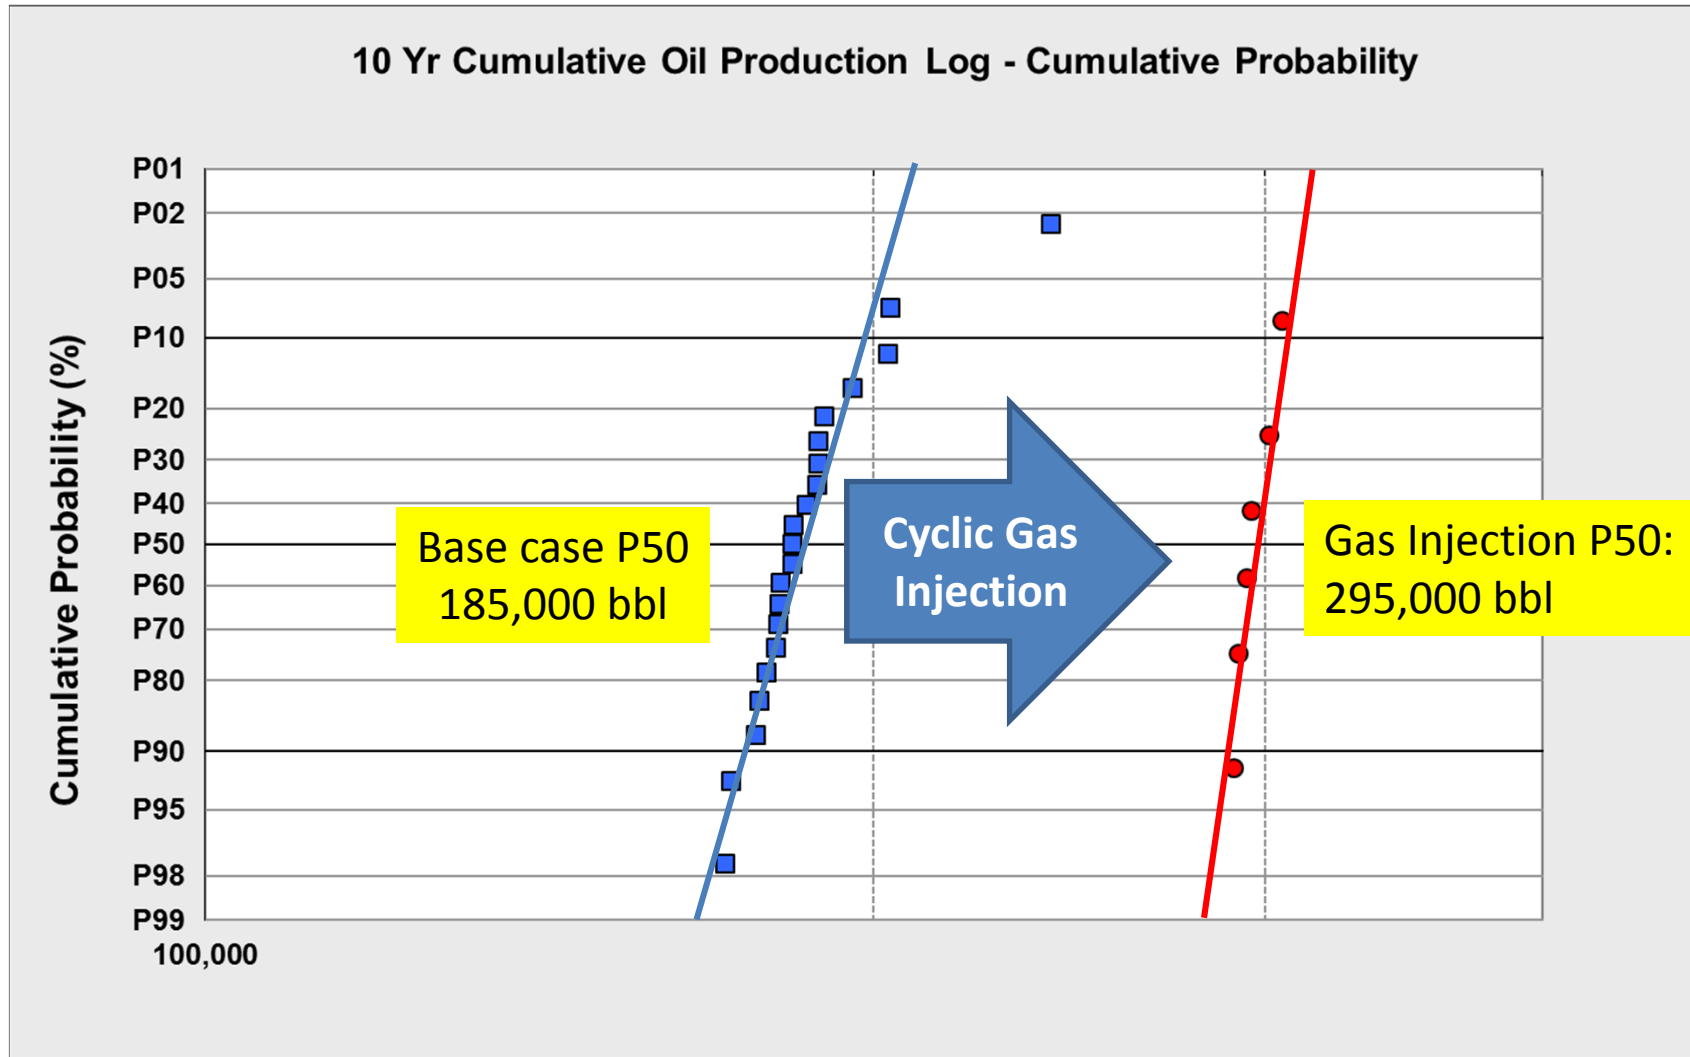 10 Yr Cumulative Oil Production Log - Cumulative Probability
Cumulative Probability (%)
P01
P02
P05
P10
P20
P30
P40
P50
P60
P70
P80
P90
P95
P98
P99
100,000
Base case P50
185,000 bbl
Cyclic Gas
Injection
Gas Injection P50:
295,000 bbl